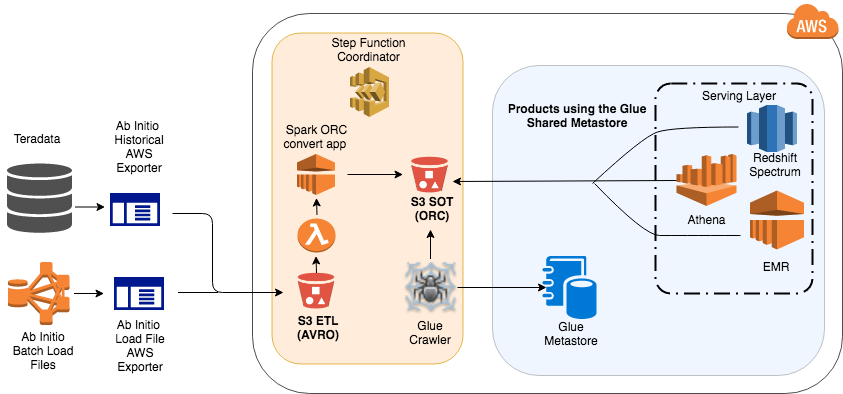 AWS
Step Function
Coordinator
Products using the Glue
Shared Metastore
Serving Layer
Teradata
Ab Initio
Historical
AWS
Exporter
Spark ORC
convert app
Redshift
Spectrum
S3 SOT
(ORC)
Athena
EMR
S3 ETL
(AVRO)
Glue
Crawler
Glue
Metastore
Ab Initio
Batch Load
Files
Ab Initio
Load File
AWS
Exporter